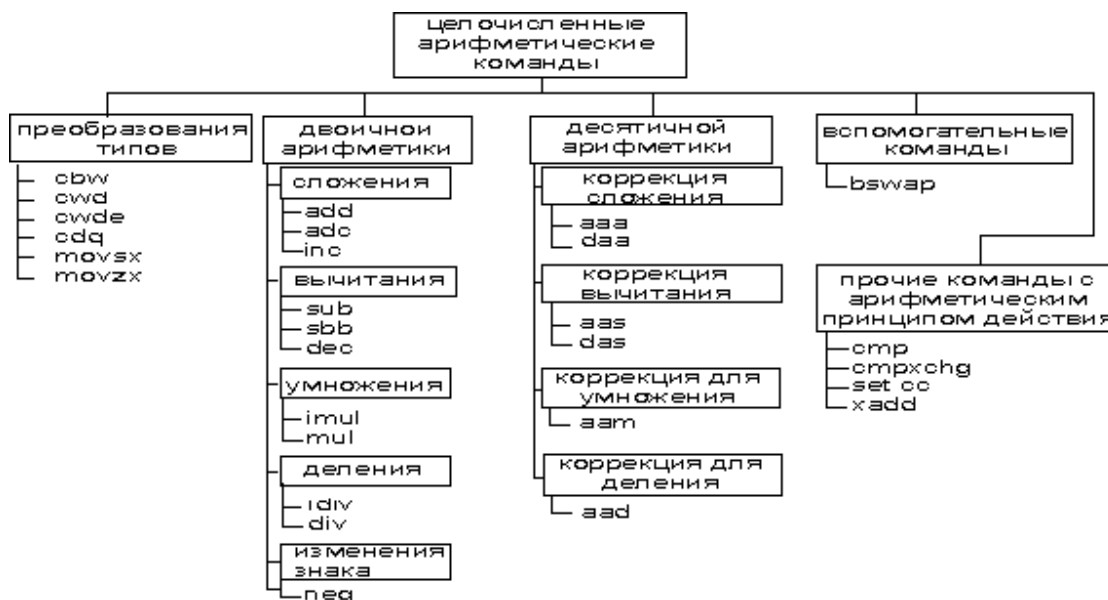 целочисленные
арифметические
команды
преобразования
типов
cbw
cwd
cwde
cdq
movsx
movzx
двоичной
арифметики
сложения
add
adc
inc
вычитания
sub
sbb
dec
умножения
imul
mul
деления
idiv
div
изменения
знака
neg
десятичной
арифметики
коррекция
сложения
aaa
daa
коррекция
вычитания
aas
das
коррекция для
умножения
aam
коррекция для
деления
aad
вспомогательные
команды
bswap
прочие команды с
арифметическим
принципом действия
cmp
cmpxchg
set cc
xadd